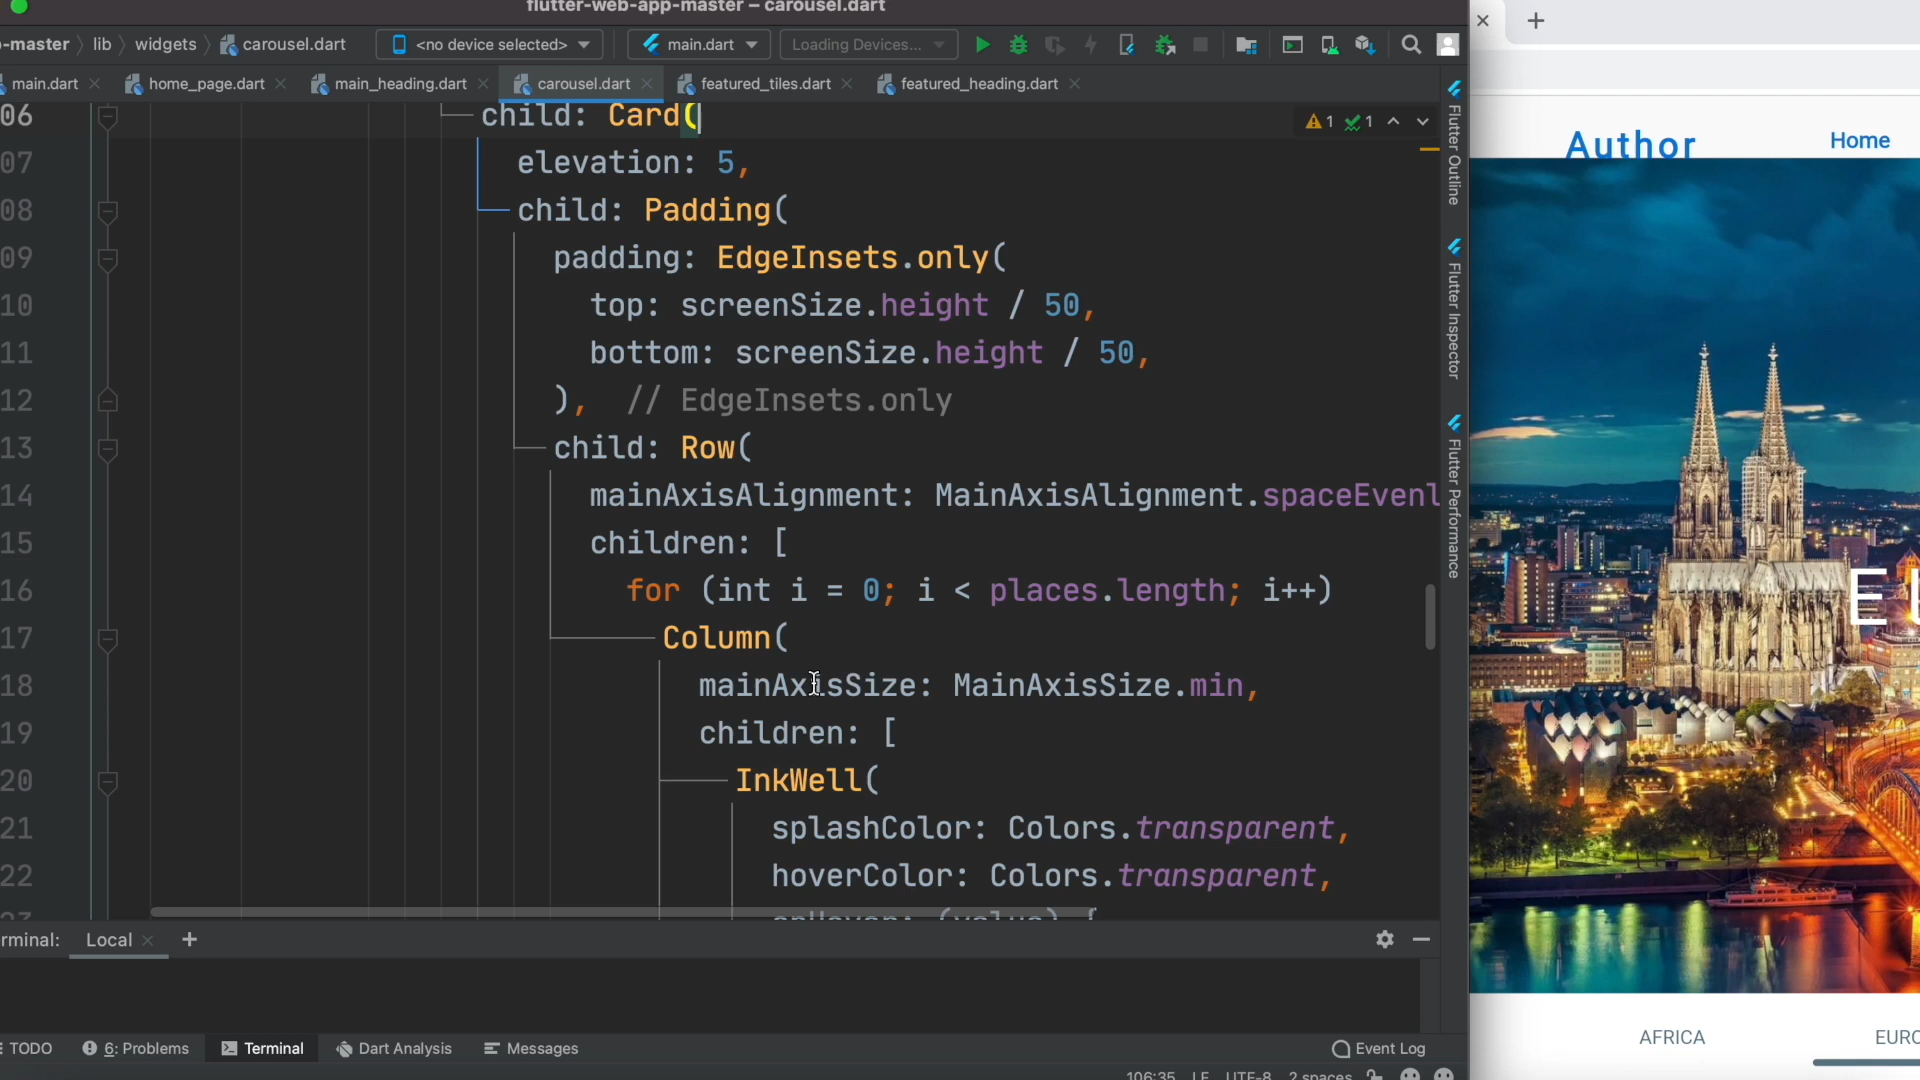 flutter-web-app-master – carousel.dart
-master lib widgets carousel.dart <no device selected> main.dart Loading Devices...
main.dart home_page.dart main_heading.dart carousel.dart featured_tiles.dart featured_heading.dart
06 child: Card(
07 elevation: 5,
08 child: Padding(
09 padding: EdgeInsets.only(
10 top: screenSize.height / 50,
11 bottom: screenSize.height / 50,
12 ), // EdgeInsets.only
13 child: Row(
14 mainAxisAlignment: MainAxisAlignment.spaceEvenl
15 children: [
16 for (int i = 0; i < places.length; i++)
17 Column(
18 mainAxisSize: MainAxisSize.min,
19 children: [
20 InkWell(
21 splashColor: Colors.transparent,
22 hoverColor: Colors.transparent,
1 1
Flutter Outline
Flutter Inspector
Flutter Performance
rminal: Local
TODO 6: Problems Terminal Dart Analysis Messages Event Log
106:35 LF UTF-8 2 spaces
Author Home
E
AFRICA EURO